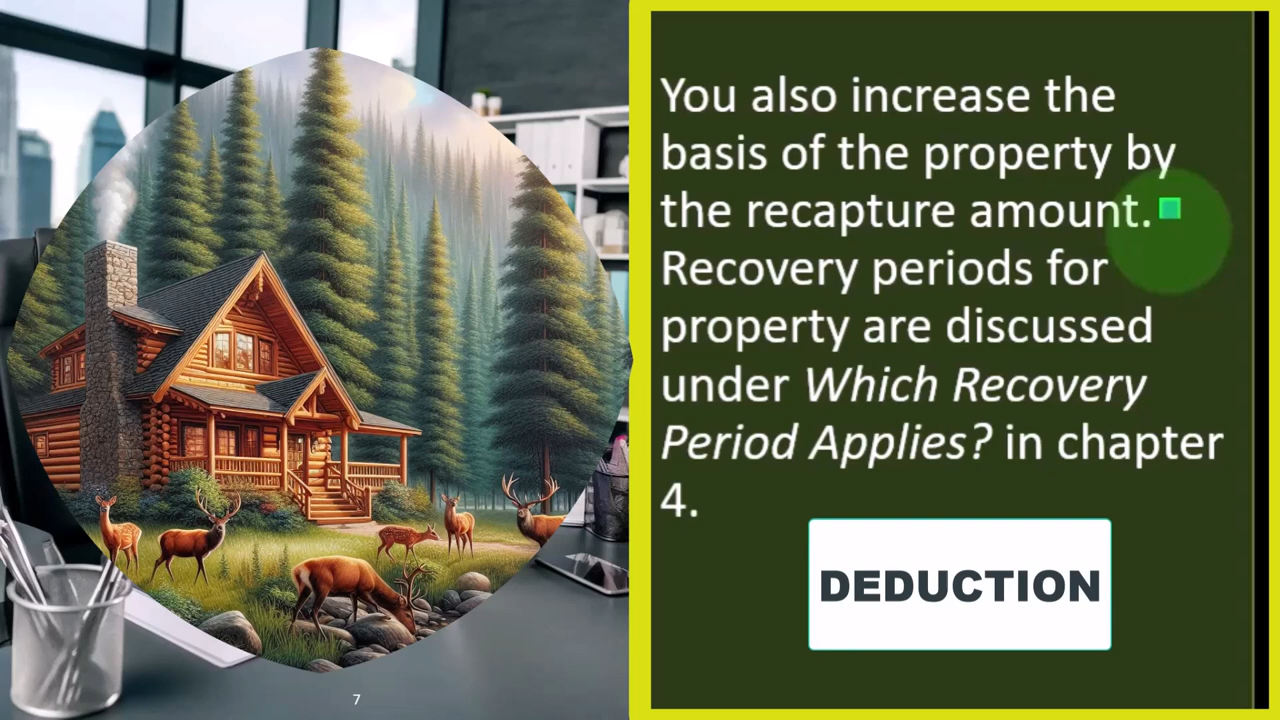 You also increase the
basis of the property by
the recapture amount.
Recovery periods for
property are discussed
under Which Recovery
Period Applies? in chapter
4.
DEDUCTION
7